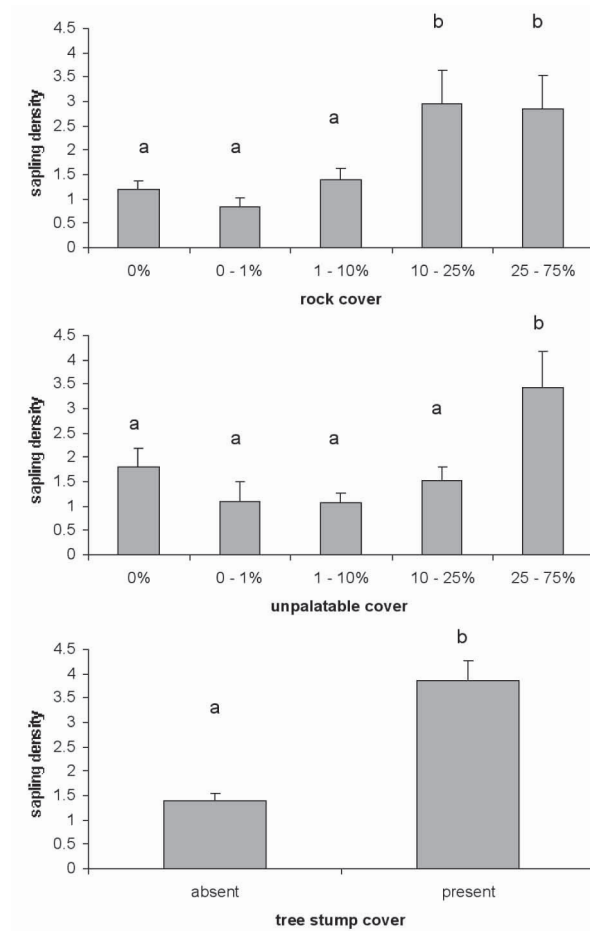 b b
4.5
4
3.5
3
2.5
2
1.5
1
0.5
0
sapling density
a a a
0% 0 - 1% 1 - 10% 10 - 25% 25 - 75%
rock cover
b
4.5
4
3.5
3
2.5
2
1.5
1
0.5
0
sapling density
a a a a
0% 0 - 1% 1 - 10% 10 - 25% 25 - 75%
unpalatable cover
b
4.5
4
3.5
3
2.5
2
1.5
1
0.5
0
sapling density
a
absent present
tree stump cover